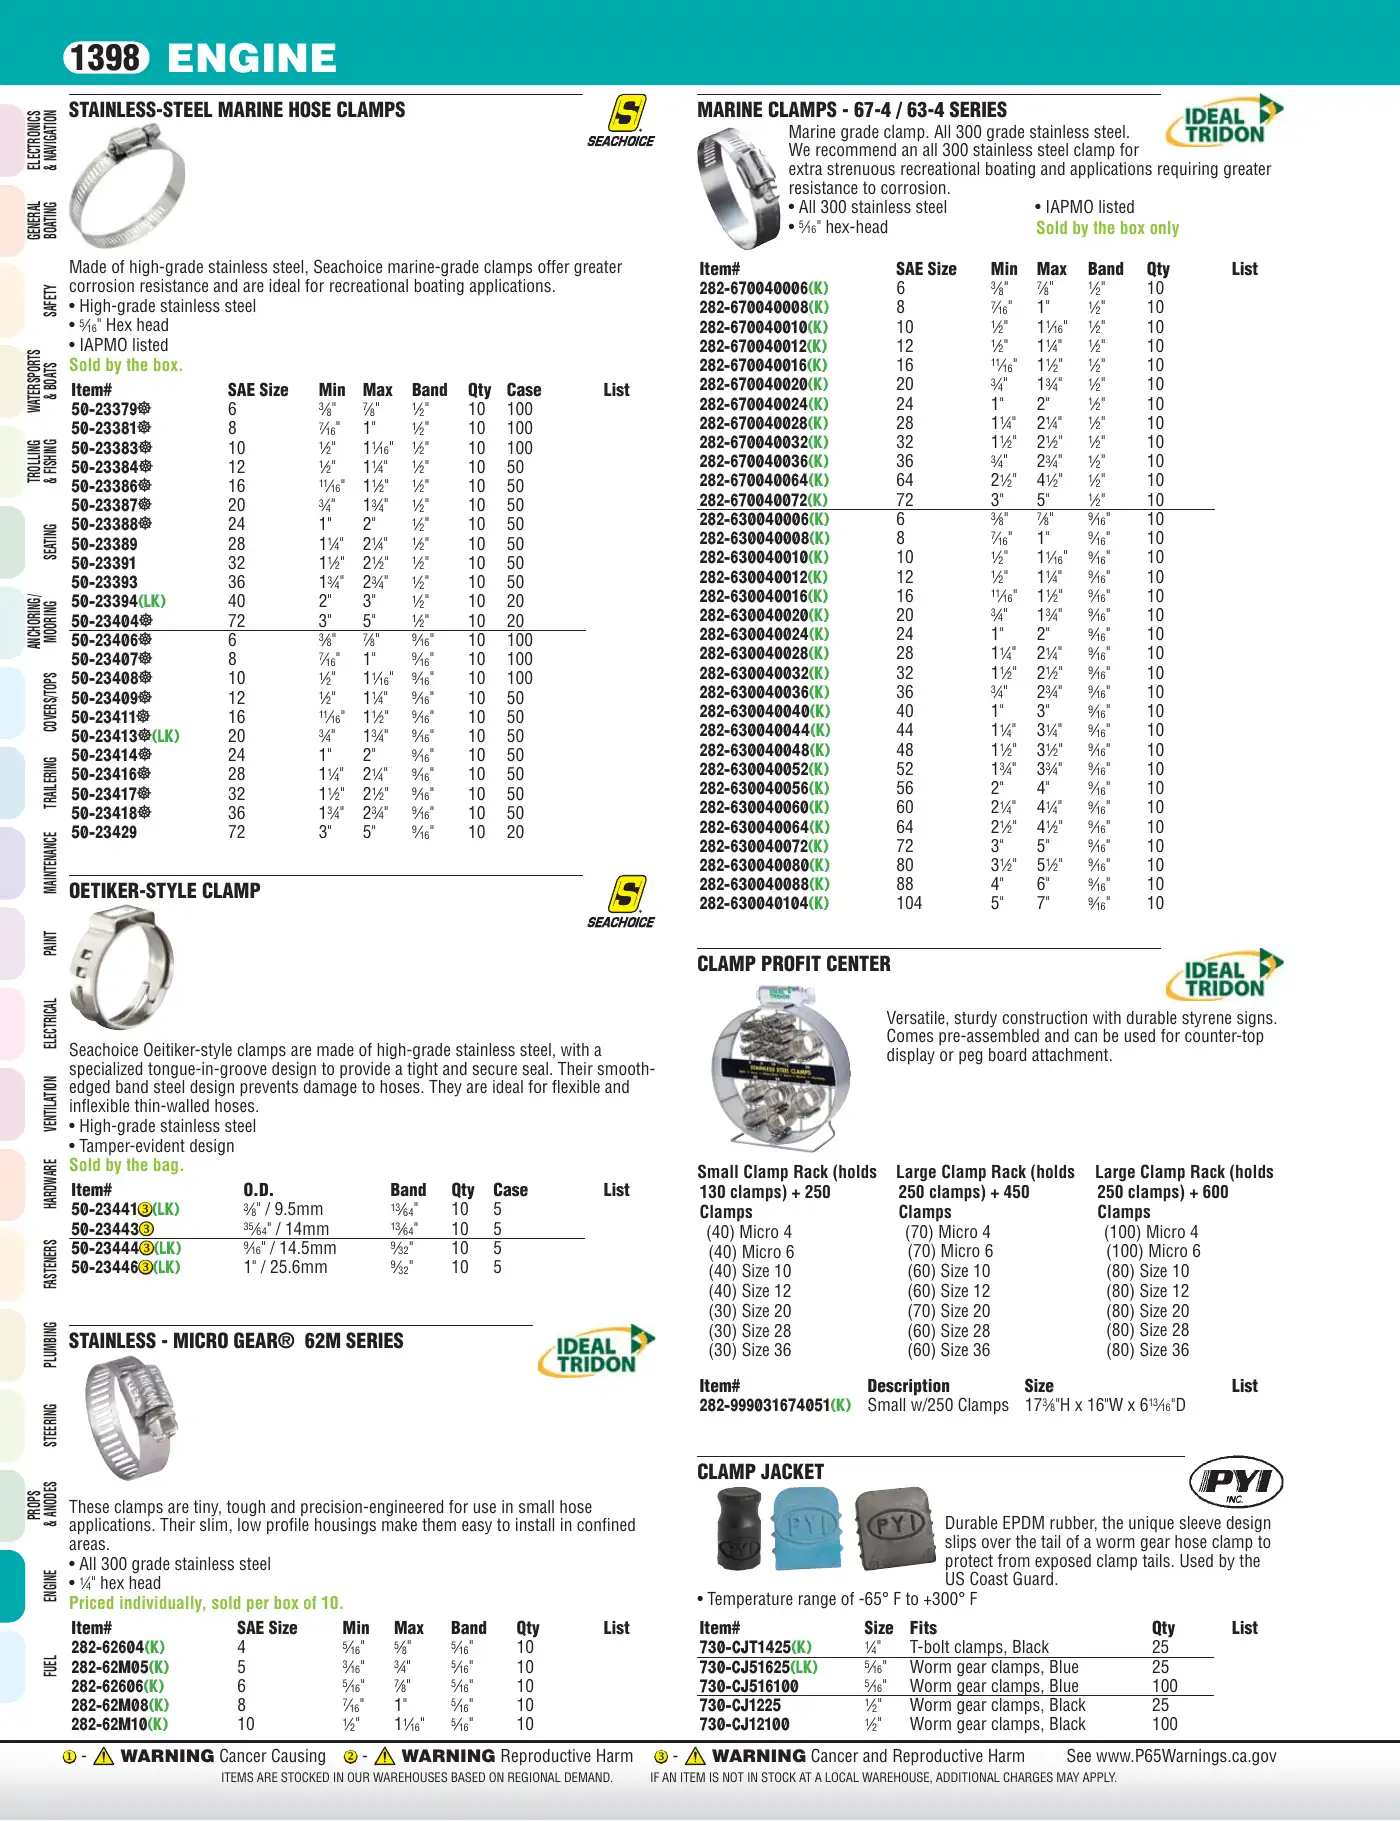 1398 ENGINE
ELECTRONICS
& NAVIGATION
GENERAL
BOATING
SAFETY
WATERSPORTS
& BOATS
TROLLING
& FISHING
SEATING
ANCHORING/
MOORING
COVERS/TOPS
TRAILERING
MAINTENANCE
PAINT
ELECTRICAL
VENTILATION
HARDWARE
FASTENERS
PLUMBING
STEERING
PROPS
& ANODES
ENGINE
FUEL
STAINLESS-STEEL MARINE HOSE CLAMPS
S
SEACHOICE
Made of high-grade stainless steel, Seachoice marine-grade clamps offer greater
corrosion resistance and are ideal for recreational boating applications.
• High-grade stainless steel
• 5⁄16" Hex head
• IAPMO listed
Sold by the box.
Item# SAE Size Min Max Band Qty Case List
50-23379☸ 6 3⁄8" 7⁄8" 1⁄2" 10 100
50-23381☸ 8 7⁄16" 1" 1⁄2" 10 100
50-23383☸ 10 1⁄2" 11⁄16" 1⁄2" 10 100
50-23384☸ 12 1⁄2" 11⁄4" 1⁄2" 10 50
50-23386☸ 16 11⁄16" 11⁄2" 1⁄2" 10 50
50-23387☸ 20 3⁄4" 13⁄4" 1⁄2" 10 50
50-23388☸ 24 1" 2" 1⁄2" 10 50
50-23389 28 11⁄4" 21⁄4" 1⁄2" 10 50
50-23391 32 11⁄2" 21⁄2" 1⁄2" 10 50
50-23393 36 13⁄4" 23⁄4" 1⁄2" 10 50
50-23394(LK) 40 2" 3" 1⁄2" 10 20
50-23404☸ 72 3" 5" 1⁄2" 10 20
50-23406☸ 6 3⁄8" 7⁄8" 9⁄16" 10 100
50-23407☸ 8 7⁄16" 1" 9⁄16" 10 100
50-23408☸ 10 1⁄2" 11⁄16" 9⁄16" 10 100
50-23409☸ 12 1⁄2" 11⁄4" 9⁄16" 10 50
50-23411☸ 16 11⁄16" 11⁄2" 9⁄16" 10 50
50-23413☸(LK) 20 3⁄4" 13⁄4" 9⁄16" 10 50
50-23414☸ 24 1" 2" 9⁄16" 10 50
50-23416☸ 28 11⁄4" 21⁄4" 9⁄16" 10 50
50-23417☸ 32 11⁄2" 21⁄2" 9⁄16" 10 50
50-23418☸ 36 13⁄4" 23⁄4" 9⁄16" 10 50
50-23429 72 3" 5" 9⁄16" 10 20
OETIKER-STYLE CLAMP
S
SEACHOICE
Seachoice Oeitiker-style clamps are made of high-grade stainless steel, with a
specialized tongue-in-groove design to provide a tight and secure seal. Their smooth-
edged band steel design prevents damage to hoses. They are ideal for flexible and
inflexible thin-walled hoses.
• High-grade stainless steel
• Tamper-evident design
Sold by the bag.
Item# O.D. Band Qty Case List
50-23441③(LK) 3⁄8" / 9.5mm 13⁄64" 10 5
50-23443③ 35⁄64" / 14mm 13⁄64" 10 5
50-23444③(LK) 9⁄16" / 14.5mm 9⁄32" 10 5
50-23446③(LK) 1" / 25.6mm 9⁄32" 10 5
STAINLESS - MICRO GEAR® 62M SERIES
IDEAL
TRIDON
These clamps are tiny, tough and precision-engineered for use in small hose
applications. Their slim, low profile housings make them easy to install in confined
areas.
• All 300 grade stainless steel
• 1⁄4" hex head
Priced individually, sold per box of 10.
Item# SAE Size Min Max Band Qty List
282-62604(K) 4 5⁄16" 5⁄8" 5⁄16" 10
282-62M05(K) 5 3⁄16" 3⁄4" 5⁄16" 10
282-62606(K) 6 5⁄16" 7⁄8" 5⁄16" 10
282-62M08(K) 8 7⁄16" 1" 5⁄16" 10
282-62M10(K) 10 1⁄2" 11⁄16" 5⁄16" 10
MARINE CLAMPS - 67-4 / 63-4 SERIES
IDEAL
TRIDON
Marine grade clamp. All 300 grade stainless steel.
We recommend an all 300 stainless steel clamp for
extra strenuous recreational boating and applications requiring greater
resistance to corrosion.
• All 300 stainless steel • IAPMO listed
• 5⁄16" hex-head Sold by the box only
Item# SAE Size Min Max Band Qty List
282-670040006(K) 6 3⁄8" 7⁄8" 1⁄2" 10
282-670040008(K) 8 7⁄16" 1" 1⁄2" 10
282-670040010(K) 10 1⁄2" 11⁄16" 1⁄2" 10
282-670040012(K) 12 1⁄2" 11⁄4" 1⁄2" 10
282-670040016(K) 16 11⁄16" 11⁄2" 1⁄2" 10
282-670040020(K) 20 3⁄4" 13⁄4" 1⁄2" 10
282-670040024(K) 24 1" 2" 1⁄2" 10
282-670040028(K) 28 11⁄4" 21⁄4" 1⁄2" 10
282-670040032(K) 32 11⁄2" 21⁄2" 1⁄2" 10
282-670040036(K) 36 3⁄4" 23⁄4" 1⁄2" 10
282-670040064(K) 64 21⁄2" 41⁄2" 1⁄2" 10
282-670040072(K) 72 3" 5" 1⁄2" 10
282-630040006(K) 6 3⁄8" 7⁄8" 9⁄16" 10
282-630040008(K) 8 7⁄16" 1" 9⁄16" 10
282-630040010(K) 10 1⁄2" 11⁄16" 9⁄16" 10
282-630040012(K) 12 1⁄2" 11⁄4" 9⁄16" 10
282-630040016(K) 16 11⁄16" 11⁄2" 9⁄16" 10
282-630040020(K) 20 3⁄4" 13⁄4" 9⁄16" 10
282-630040024(K) 24 1" 2" 9⁄16" 10
282-630040028(K) 28 11⁄4" 21⁄4" 9⁄16" 10
282-630040032(K) 32 11⁄2" 21⁄2" 9⁄16" 10
282-630040036(K) 36 3⁄4" 23⁄4" 9⁄16" 10
282-630040040(K) 40 1" 3" 9⁄16" 10
282-630040044(K) 44 11⁄4" 31⁄4" 9⁄16" 10
282-630040048(K) 48 11⁄2" 31⁄2" 9⁄16" 10
282-630040052(K) 52 13⁄4" 33⁄4" 9⁄16" 10
282-630040056(K) 56 2" 4" 9⁄16" 10
282-630040060(K) 60 21⁄4" 41⁄4" 9⁄16" 10
282-630040064(K) 64 21⁄2" 41⁄2" 9⁄16" 10
282-630040072(K) 72 3" 5" 9⁄16" 10
282-630040080(K) 80 31⁄2" 51⁄2" 9⁄16" 10
282-630040088(K) 88 4" 6" 9⁄16" 10
282-630040104(K) 104 5" 7" 9⁄16" 10
CLAMP PROFIT CENTER
IDEAL
TRIDON
IDEAL
TRIDON
STAINLESS STEEL CLAMPS
Versatile, sturdy construction with durable styrene signs.
Comes pre-assembled and can be used for counter-top
display or peg board attachment.
Small Clamp Rack (holds Large Clamp Rack (holds Large Clamp Rack (holds
130 clamps) + 250 250 clamps) + 450 250 clamps) + 600
Clamps Clamps Clamps
(40) Micro 4 (70) Micro 4 (100) Micro 4
(40) Micro 6 (70) Micro 6 (100) Micro 6
(40) Size 10 (60) Size 10 (80) Size 10
(40) Size 12 (60) Size 12 (80) Size 12
(30) Size 20 (70) Size 20 (80) Size 20
(30) Size 28 (60) Size 28 (80) Size 28
(30) Size 36 (60) Size 36 (80) Size 36
Item# Description Size List
282-999031674051(K) Small w/250 Clamps 173⁄8"H x 16"W x 613⁄16"D
CLAMP JACKET
PYI
INC.
PYI
PYI
PYI
Durable EPDM rubber, the unique sleeve design
slips over the tail of a worm gear hose clamp to
protect from exposed clamp tails. Used by the
US Coast Guard.
• Temperature range of -65° F to +300° F
Item# Size Fits Qty List
730-CJT1425(K) 1⁄4" T-bolt clamps, Black 25
730-CJ51625(LK) 5⁄16" Worm gear clamps, Blue 25
730-CJ516100 5⁄16" Worm gear clamps, Blue 100
730-CJ1225 1⁄2" Worm gear clamps, Black 25
730-CJ12100 1⁄2" Worm gear clamps, Black 100
① - ⚠ WARNING Cancer Causing ② - ⚠ WARNING Reproductive Harm ③ - ⚠ WARNING Cancer and Reproductive Harm See www.P65Warnings.ca.gov
ITEMS ARE STOCKED IN OUR WAREHOUSES BASED ON REGIONAL DEMAND. IF AN ITEM IS NOT IN STOCK AT A LOCAL WAREHOUSE, ADDITIONAL CHARGES MAY APPLY.